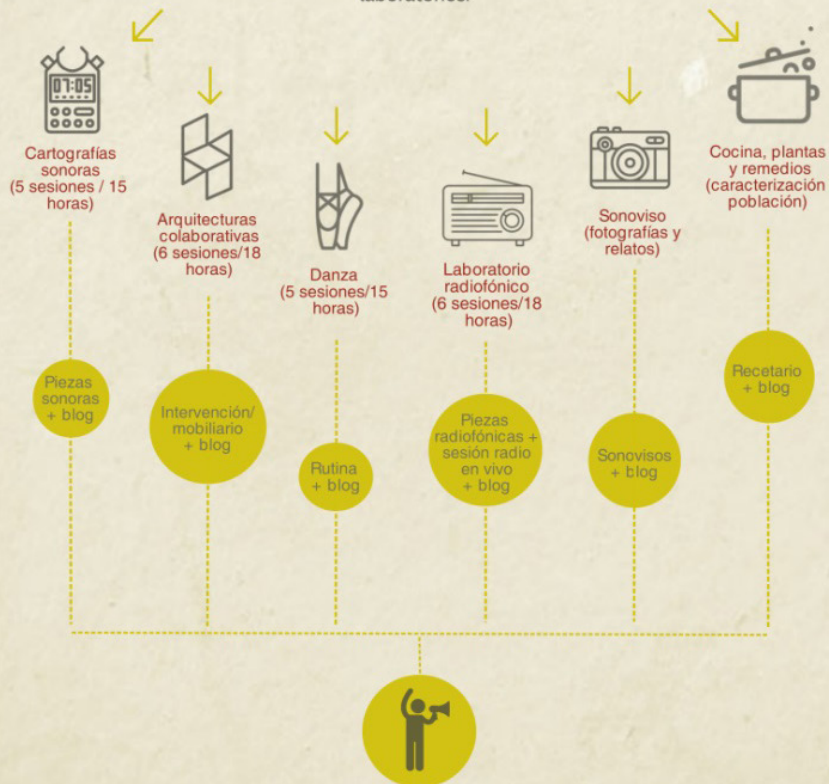 laboratorios.
07:05
Cartografías
sonoras
(5 sesiones / 15
horas)
Arquitecturas
colaborativas
(6 sesiones/18
horas)
Danza
(5 sesiones/15
horas)
Laboratorio
radiofónico
(6 sesiones/18
horas)
Sonoviso
(fotografías y
relatos)
Cocina, plantas
y remedios
(caracterización
población)
Piezas
sonoras
+ blog
Intervención/
mobiliario
+ blog
Rutina
+ blog
Piezas
radiofónicas +
sesión radio
en vivo
+ blog
Sonovisos
+ blog
Recetario
+ blog